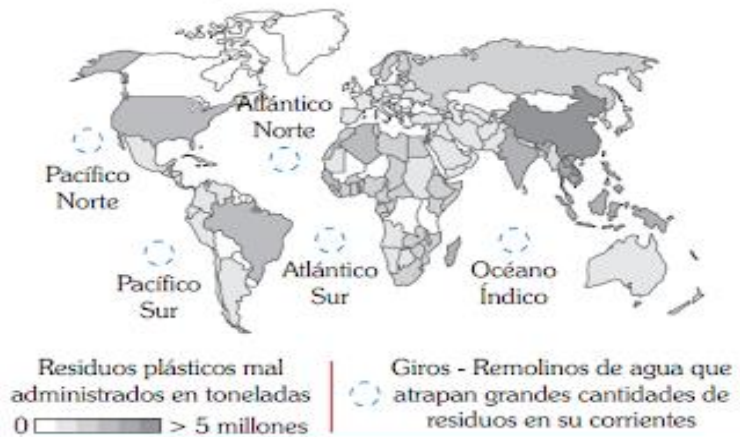 Atlántico
Norte
Pacífico
Norte
Pacífico
Sur
Atlántico
Sur
Océano
Índico
Residuos plásticos mal
administrados en toneladas
0 > 5 millones
Giros - Remolinos de agua que
atrapan grandes cantidades de
residuos en su corrientes